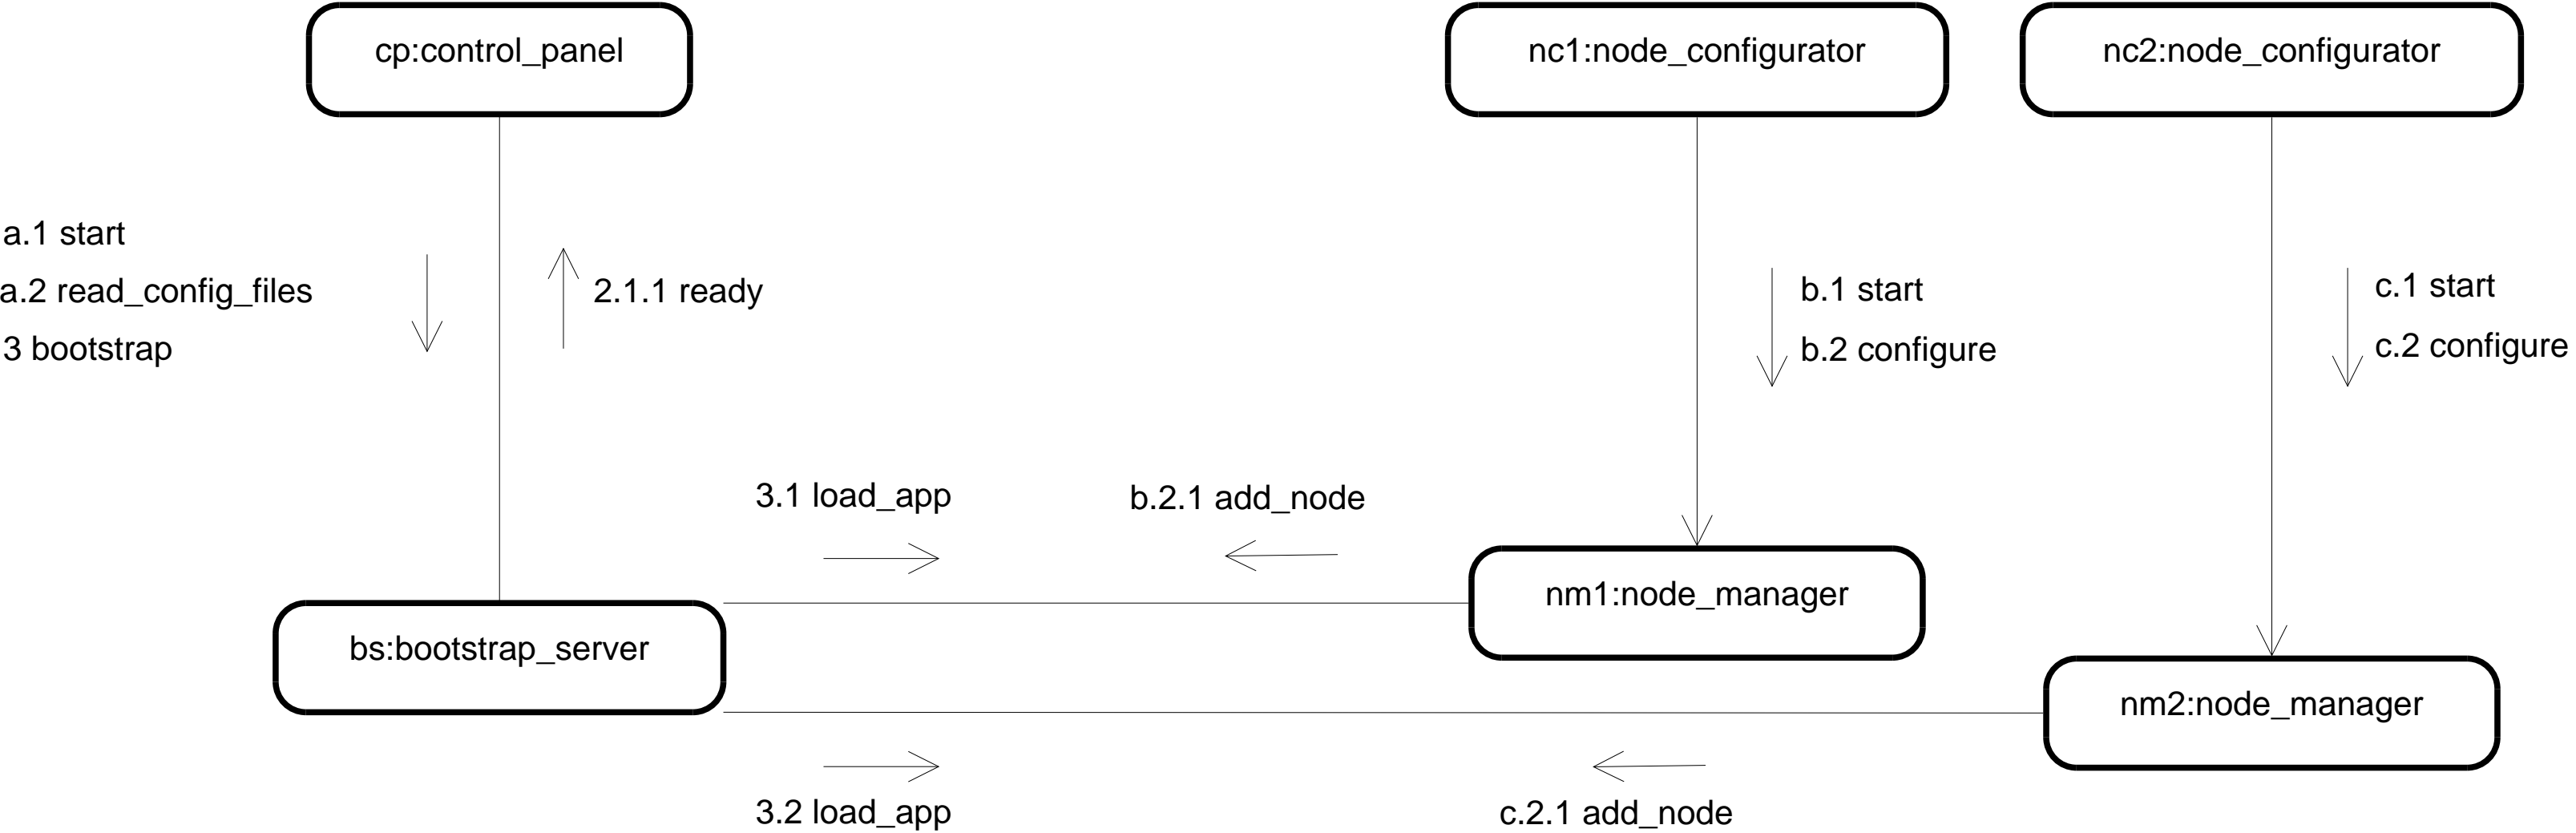 cp:control_panel
nc1:node_configurator
nc2:node_configurator
a.1 start
a.2 read_config_files
3 bootstrap
2.1.1 ready
b.1 start
b.2 configure
c.1 start
c.2 configure
3.1 load_app
b.2.1 add_node
nm1:node_manager
bs:bootstrap_server
nm2:node_manager
3.2 load_app
c.2.1 add_node